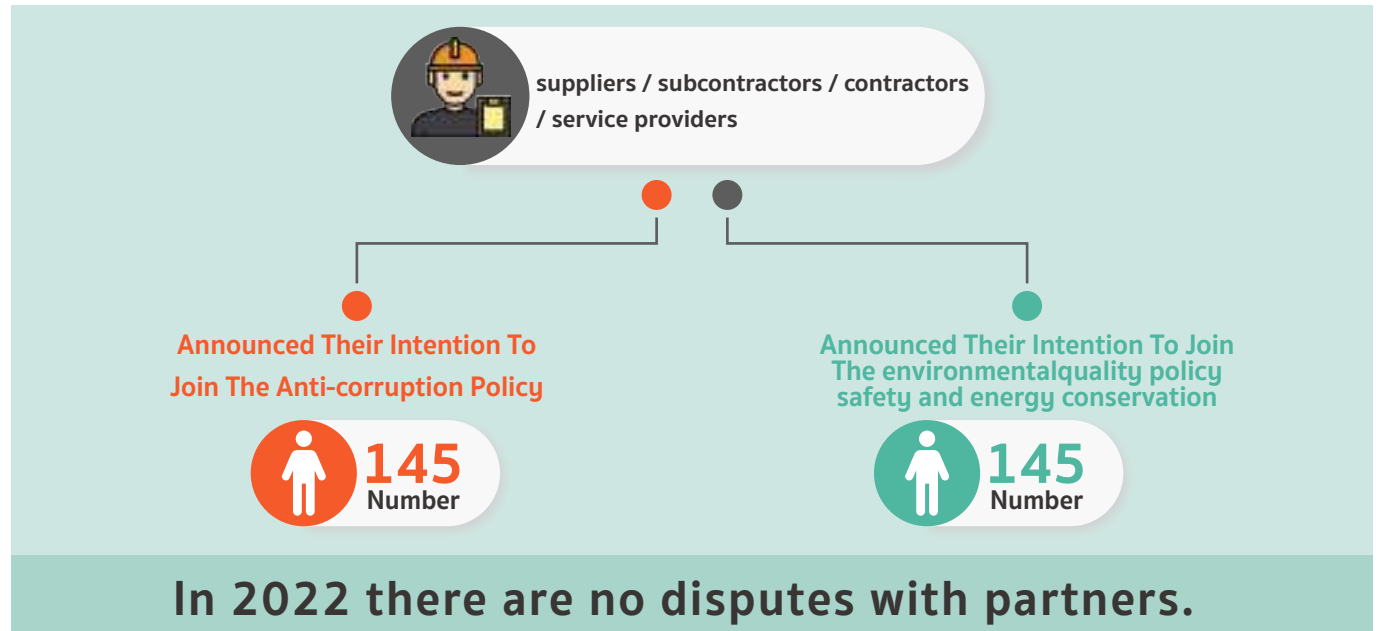 suppliers / subcontractors / contractors
/ service providers
Announced Their Intention To
Join The Anti-corruption Policy
145
Number
Announced Their Intention To Join
The environmentalquality policy
safety and energy conservation
145
Number
In 2022 there are no disputes with partners.